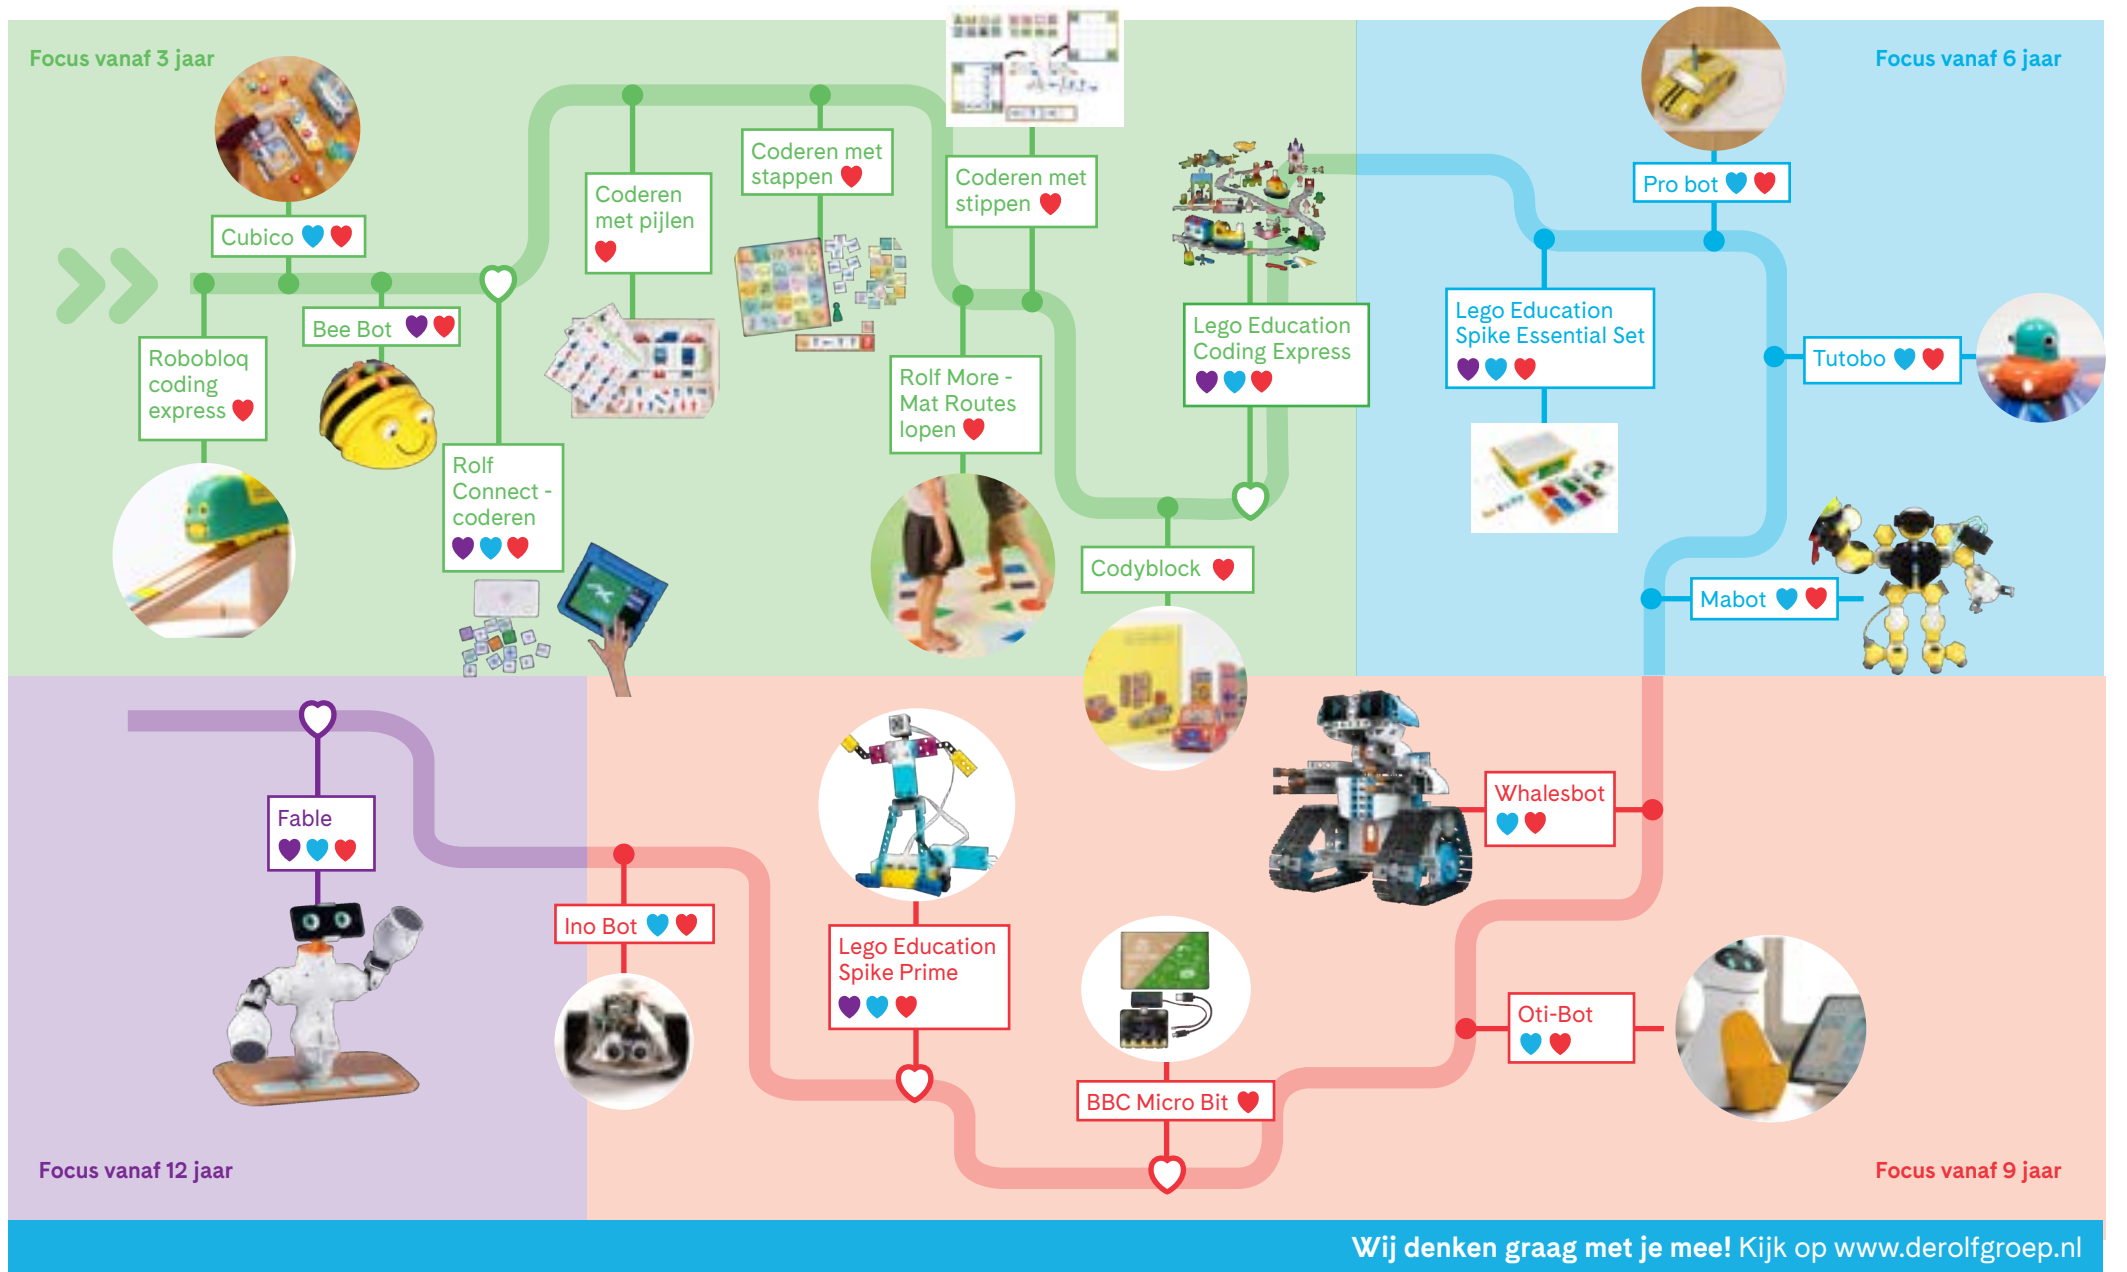 Focus vanaf 3 jaar
Cubico
Robobloq
coding
express
Bee Bot
Rolf
Connect -
coderen
Coderen
met pijlen
Coderen met
stappen
Coderen met
stippen
Rolf More -
Mat Routes
lopen
Codyblock
Lego Education
Coding Express
Focus vanaf 6 jaar
Lego Education
Spike Essential Set
Pro bot
Tutobo
Mabot
Whalesbot
Oti-Bot
BBC Micro Bit
Lego Education
Spike Prime
Ino Bot
Focus vanaf 9 jaar
Fable
Focus vanaf 12 jaar
Wij denken graag met je mee! Kijk op www.derolfgroep.nl